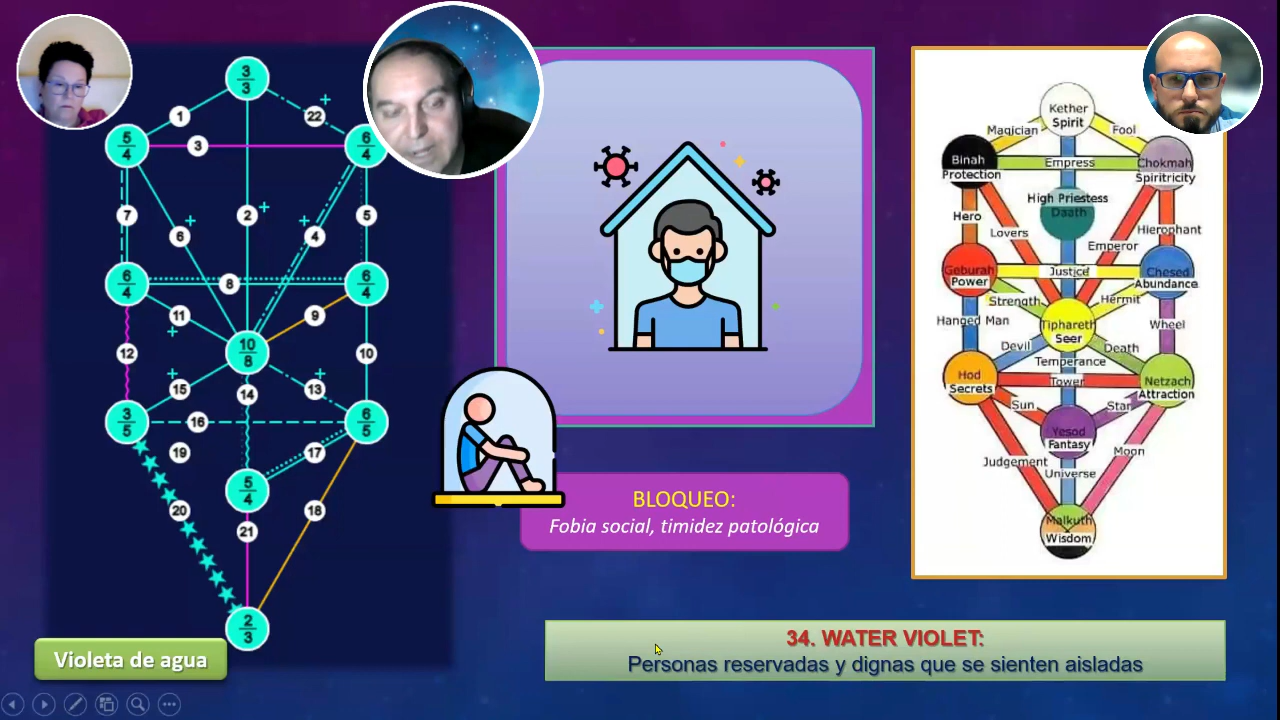 3
3
1
22
+
5
4
3
6
4
7
6
+
2
+
+
4
5
6
4
8
6
4
11
+
9
12
10
8
10
+
15
14
+
13
3
5
16
6
5
19
17
5
4
20
18
21
2
3
Violeta de agua
BLOQUEO:
Fobia social, timidez patológica
34. WATER VIOLET:
Personas reservadas y dignas que se sienten aisladas
Kether
Spirit
Magician
Fool
Binah
Protection
Empress
Chokmah
Spiritricity
High Priestess
Daath
Hero
Lovers
Emperor
Hierophant
Geburah
Power
Justice
Chesed
Abundance
Strength
Hermit
Hanged Man
Tiphareth
Seer
Wheel
Devil
Death
Temperance
Hod
Secrets
Tower
Netzach
Attraction
Sun
Star
Yesod
Fantasy
Judgement
Moon
Universe
Malkuth
Wisdom